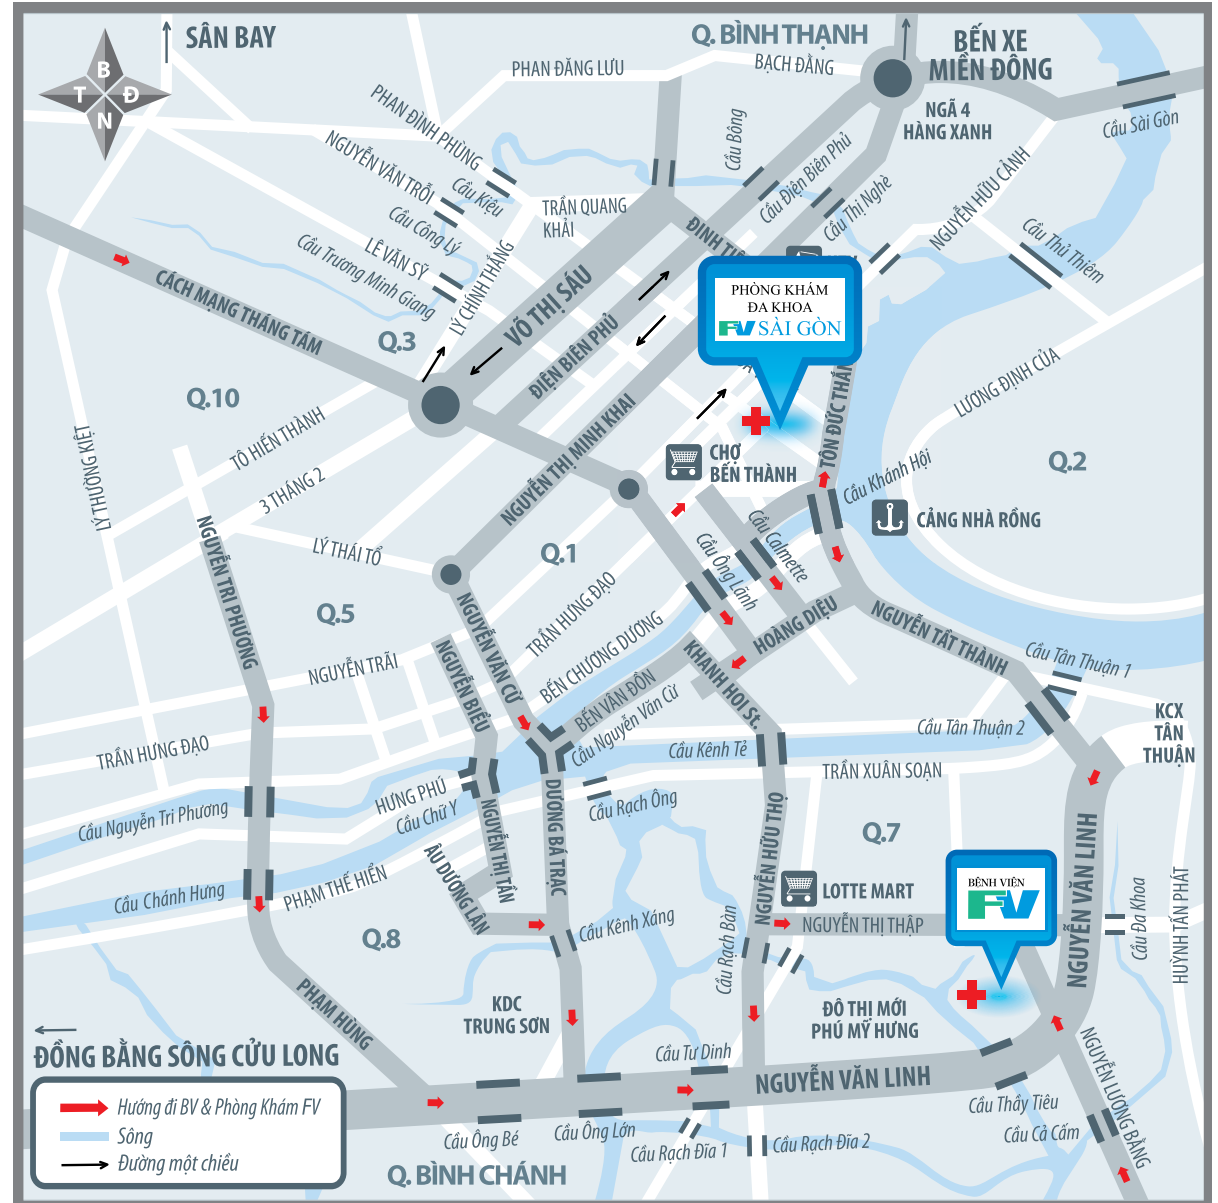 SÂN BAY
Q. BÌNH THẠNH
BẾN XE
MIỀN ĐÔNG
B
T
Đ
N
PHAN ĐĂNG LƯU
BẠCH ĐẰNG
NGÃ 4
HÀNG XANH
Cầu Sài Gòn
PHAN ĐÌNH PHÙNG
NGUYỄN VĂN TRỖI
Cầu Kiệu
Cầu Công Lý
LÊ VĂN SỸ
Cầu Trương Minh Giang
TRẦN QUANG
KHẢI
LÝ CHÍNH THẮNG
Cầu Bông
Cầu Điện Biên Phủ
Cầu Thị Nghè
NGUYỄN HỮU CẢNH
Cầu Thủ Thiêm
CÁCH MẠNG THÁNG TÁM
VÕ THỊ SÁU
ĐIỆN BIÊN PHỦ
NGUYỄN THỊ MINH KHAI
PHÒNG KHÁM
ĐA KHOA
FV SÀI GÒN
Q.3
Q.10
LÝ THƯỜNG KIỆT
TÔ HIẾN THÀNH
3 THÁNG 2
LÝ THÁI TỔ
NGUYỄN TRI PHƯƠNG
LƯƠNG ĐỊNH CỦA
Q.2
CHỢ
BẾN THÀNH
Cầu Khánh Hội
CẢNG NHÀ RỒNG
Cầu Calmette
Cầu Ông Lãnh
Q.1
Q.5
TRẦN HƯNG ĐẠO
BẾN CHƯƠNG DƯƠNG
HOÀNG DIỆU
NGUYỄN TẤT THÀNH
KHANH HOI St.
NGUYỄN VĂN CỪ
NGUYỄN BIỂU
NGUYỄN TRÃI
BẾN VÂN ĐỒN
Cầu Nguyễn Văn Cừ
Cầu Tân Thuận 1
Cầu Tân Thuận 2
KCX
TÂN
THUẬN
Cầu Kênh Tẻ
TRẦN XUÂN SOẠN
TRẦN HƯNG ĐẠO
Cầu Nguyễn Tri Phương
HƯNG PHÚ
Cầu Chữ Y
Cầu Rạch Ông
NGUYỄN THỊ TẦN
DƯƠNG BÁ TRẠC
NGUYỄN HỮU THỌ
Q.7
NGUYỄN VĂN LINH
Cầu Chánh Hưng
PHẠM THẾ HIỂN
ÂU DƯƠNG LÂN
LOTTE MART
NGUYỄN THỊ THẬP
BỆNH VIỆN
FV
Cầu Đa Khoa
HUỲNH TẤN PHÁT
Q.8
Cầu Kênh Xáng
Cầu Rạch Bàn
PHẠM HÙNG
KDC
TRUNG SƠN
ĐÔ THỊ MỚI
PHÚ MỸ HƯNG
ĐỒNG BẰNG SÔNG CỬU LONG
Cầu Tư Dinh
NGUYỄN VĂN LINH
NGUYỄN LƯƠNG BẰNG
Cầu Thầy Tiêu
Cầu Cả Cấm
Hướng đi BV & Phòng Khám FV
Sông
Đường một chiều
Cầu Ông Bé
Cầu Ông Lớn
Cầu Rạch Đĩa 1
Cầu Rạch Đĩa 2
Q. BÌNH CHÁNH